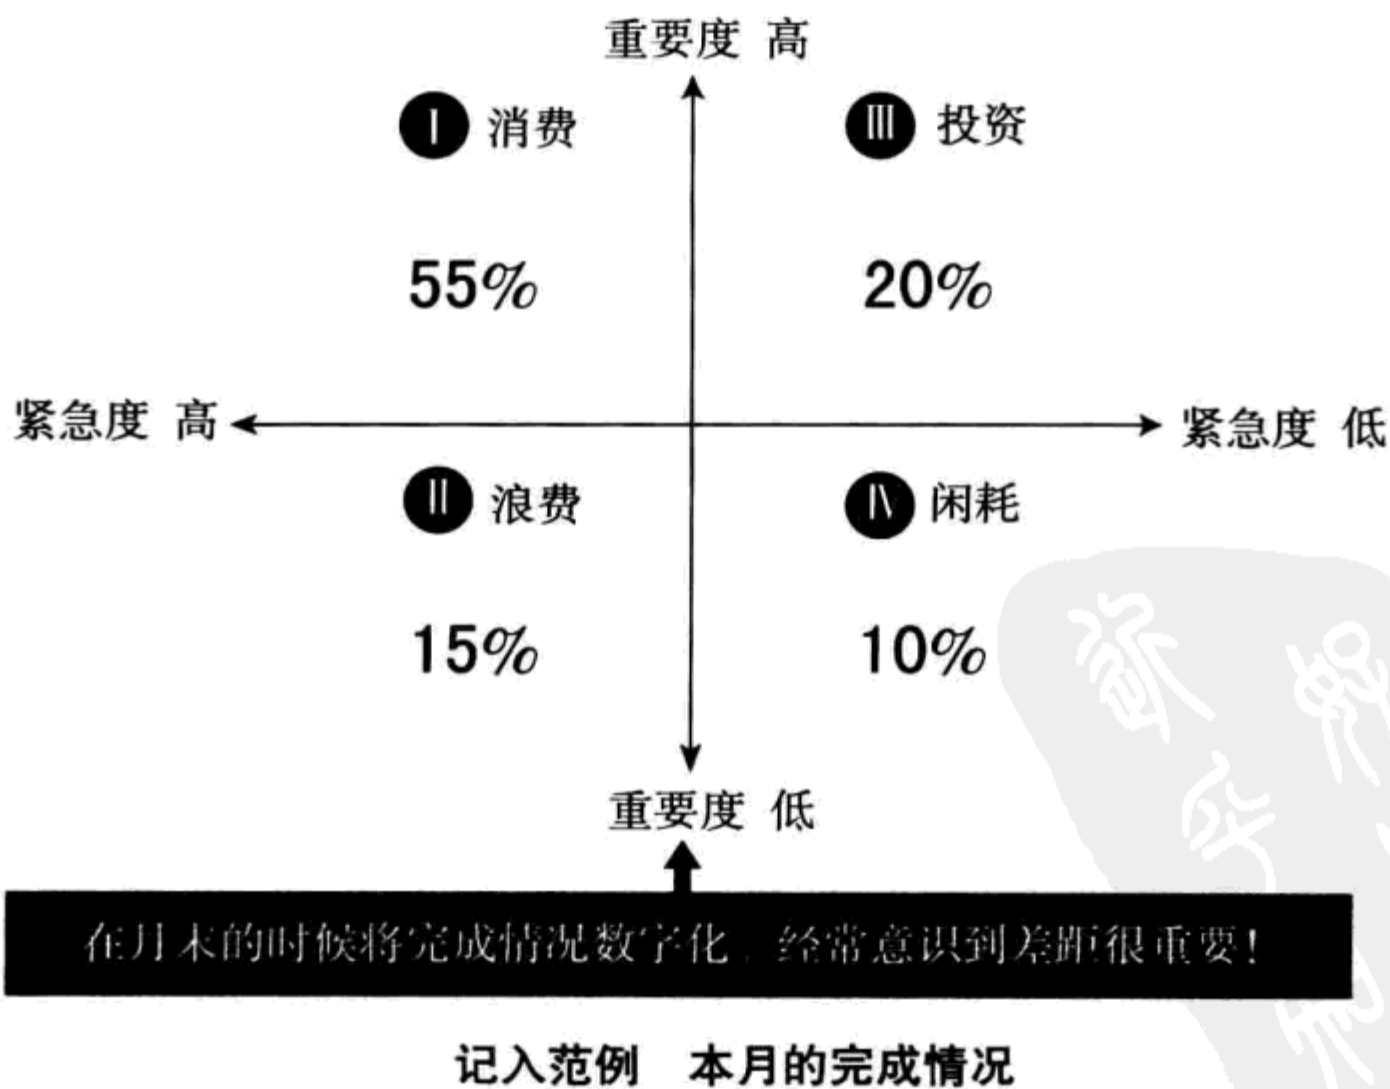 重要度 高
Ⅰ 消费
Ⅲ 投资
55%
20%
紧急度 高
紧急度 低
Ⅱ 浪费
Ⅳ 闲耗
15%
10%
重要度 低
在月末的时候将完成情况数字化，经常意识到差距很重要！
记入范例 本月的完成情况